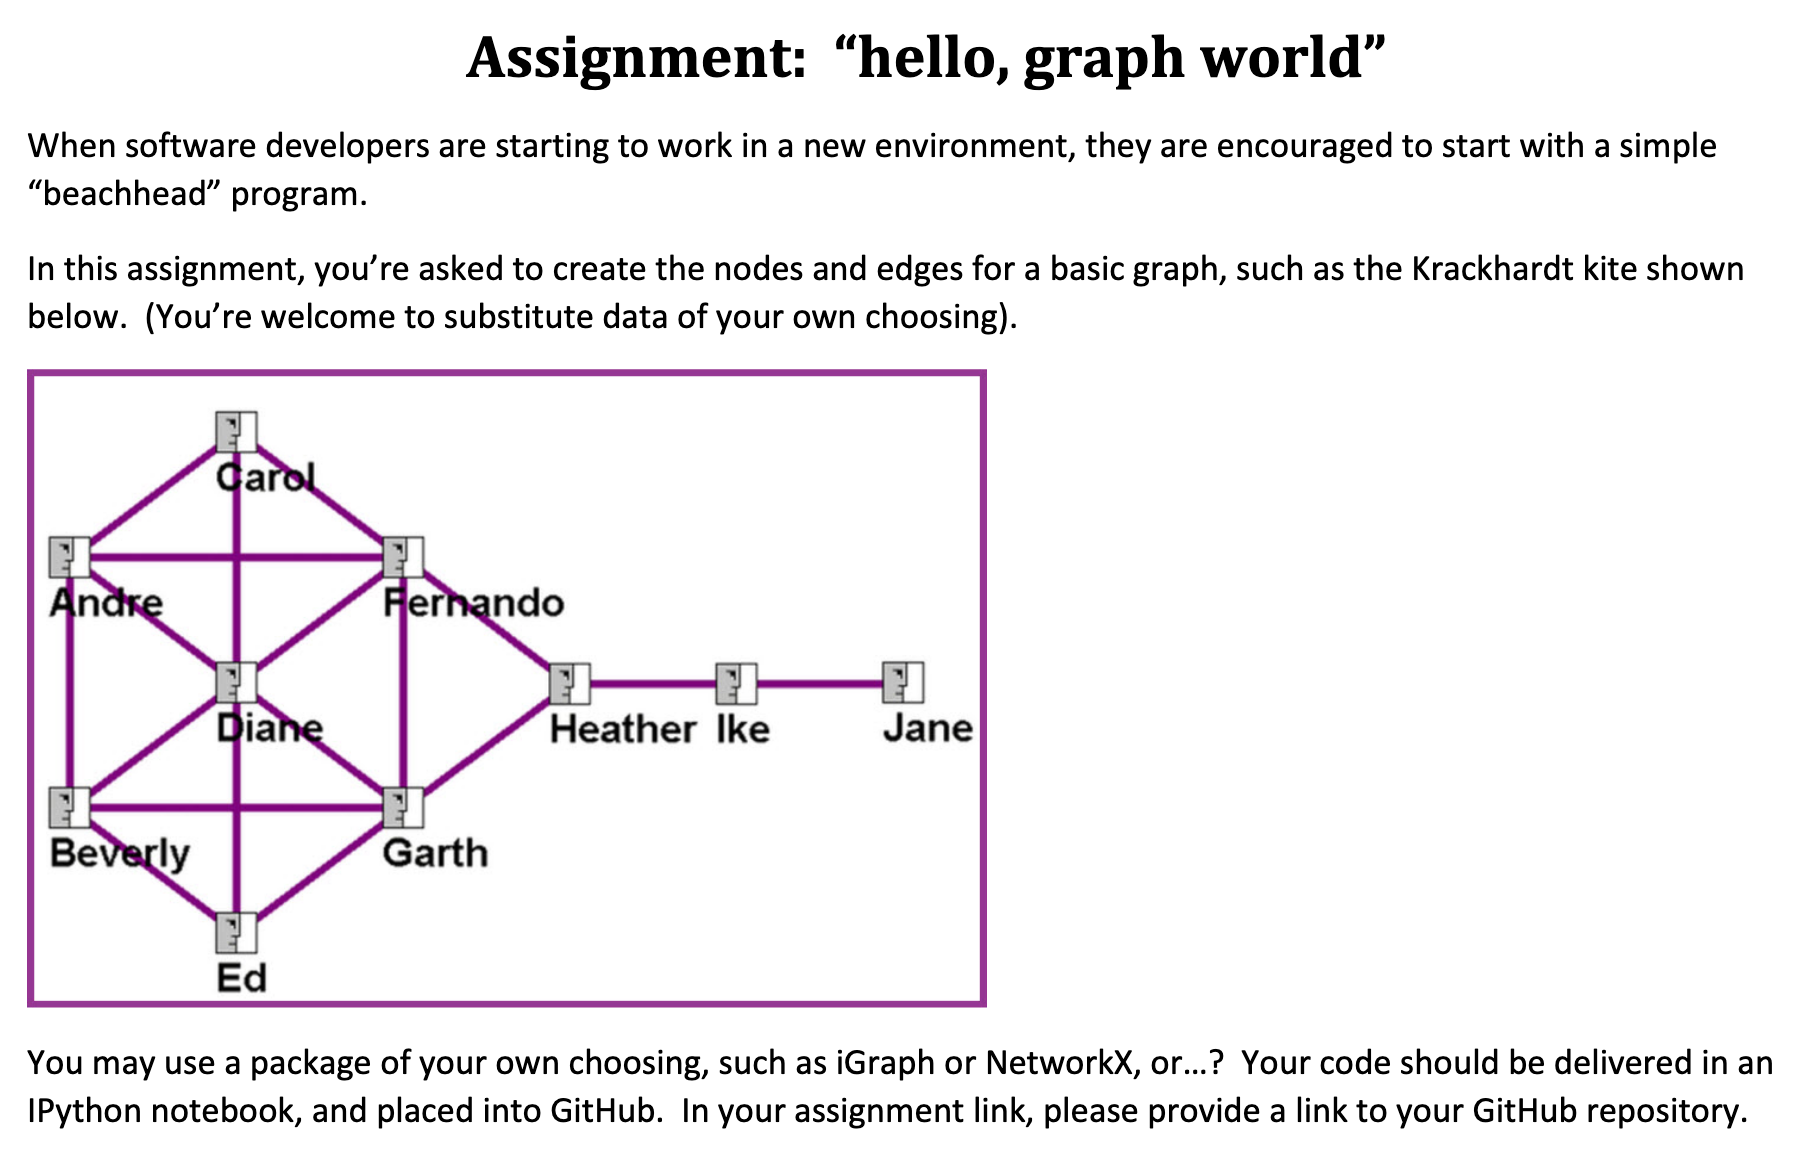 Assignment:  “hello, graph world”
When software developers are starting to work in a new environment, they are encouraged to start with a simple
“beachhead” program.
In this assignment, you’re asked to create the nodes and edges for a basic graph, such as the Krackhardt kite shown
below.  (You’re welcome to substitute data of your own choosing).
Carol
Andre
Fernando
Diane
Heather
Ike
Jane
Beverly
Garth
Ed
You may use a package of your own choosing, such as iGraph or NetworkX, or…?  Your code should be delivered in an
IPython notebook, and placed into GitHub.  In your assignment link, please provide a link to your GitHub repository.